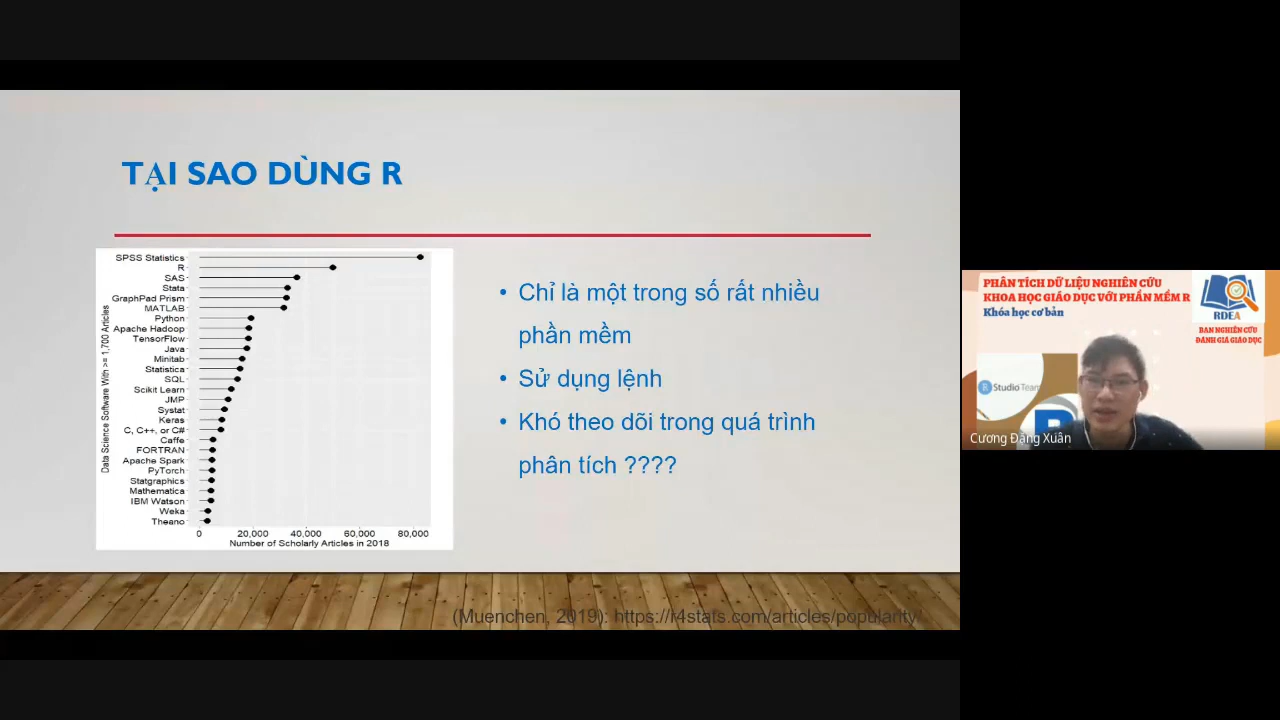 TẠI SAO DÙNG R
Data Science Software With >= 1,700 Articles
SPSS Statistics
R
SAS
Stata
GraphPad Prism
MATLAB
Python
Apache Hadoop
TensorFlow
Java
Minitab
Statistica
SQL
Scikit Learn
JMP
Systat
Keras
C, C++, or C#
Caffe
FORTRAN
Apache Spark
PyTorch
Statgraphics
Mathematica
IBM Watson
Weka
Theano
0 20,000 40,000 60,000 80,000
Number of Scholarly Articles in 2018
• Chỉ là một trong số rất nhiều
phần mềm
• Sử dụng lệnh
• Khó theo dõi trong quá trình
phân tích ????
(Muenchen, 2019): https://r4stats.com/articles/popularity/
PHÂN TÍCH DỮ LIỆU NGHIÊN CỨU
KHOA HỌC GIÁO DỤC VỚI PHẦN MỀM R
Khóa học cơ bản
RDEA
BAN NGHIÊN CỨU
ĐÁNH GIÁ GIÁO DỤC
R Studio Team
R
Cương Đặng Xuân